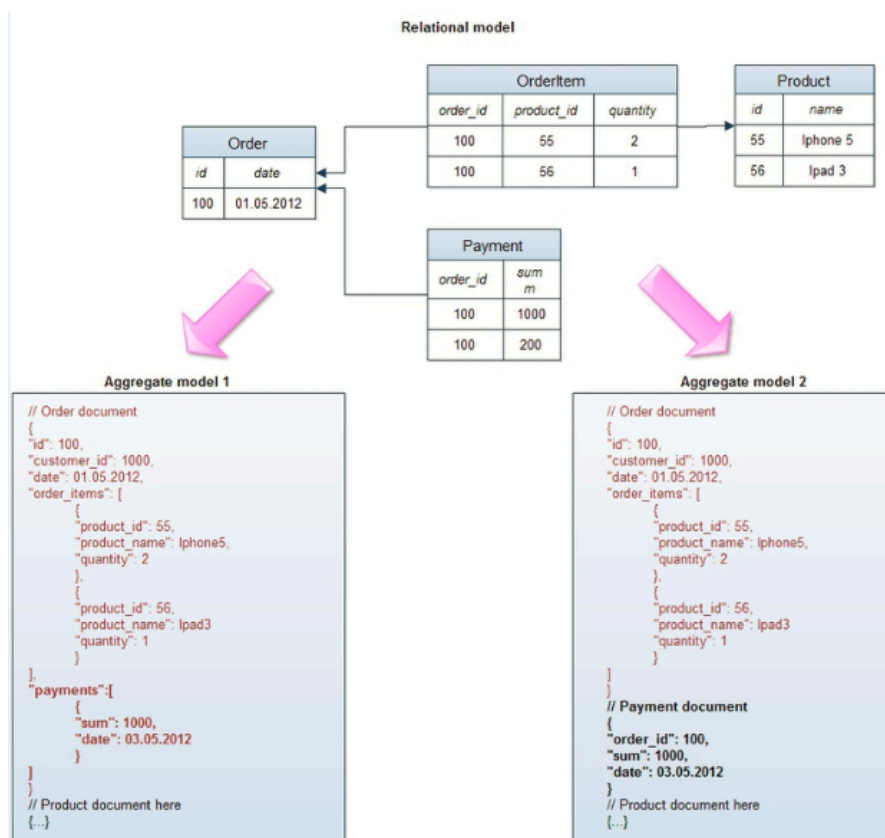 Relational model
OrderItem
order_id product_id quantity
100 55 2
100 56 1
Product
id name
55 Iphone 5
56 Ipad 3
Order
id date
100 01.05.2012
Payment
order_id sum
m
100 1000
100 200
Aggregate model 1
// Order document
{
"id": 100,
"customer_id": 1000,
"date": 01.05.2012,
"order_items": [
{
"product_id": 55,
"product_name": Iphone5,
"quantity": 2
},
{
"product_id": 56,
"product_name": Ipad3
"quantity": 1
}
],
"payments":[
{
"sum": 1000,
"date": 03.05.2012
}
]
}
// Product document here
{...}
Aggregate model 2
// Order document
{
"id": 100,
"customer_id": 1000,
"date": 01.05.2012,
"order_items": [
{
"product_id": 55,
"product_name": Iphone5,
"quantity": 2
},
{
"product_id": 56,
"product_name": Ipad3
"quantity": 1
}
]
}
// Payment document
{
"order_id": 100,
"sum": 1000,
"date": 03.05.2012
}
// Product document here
{...}